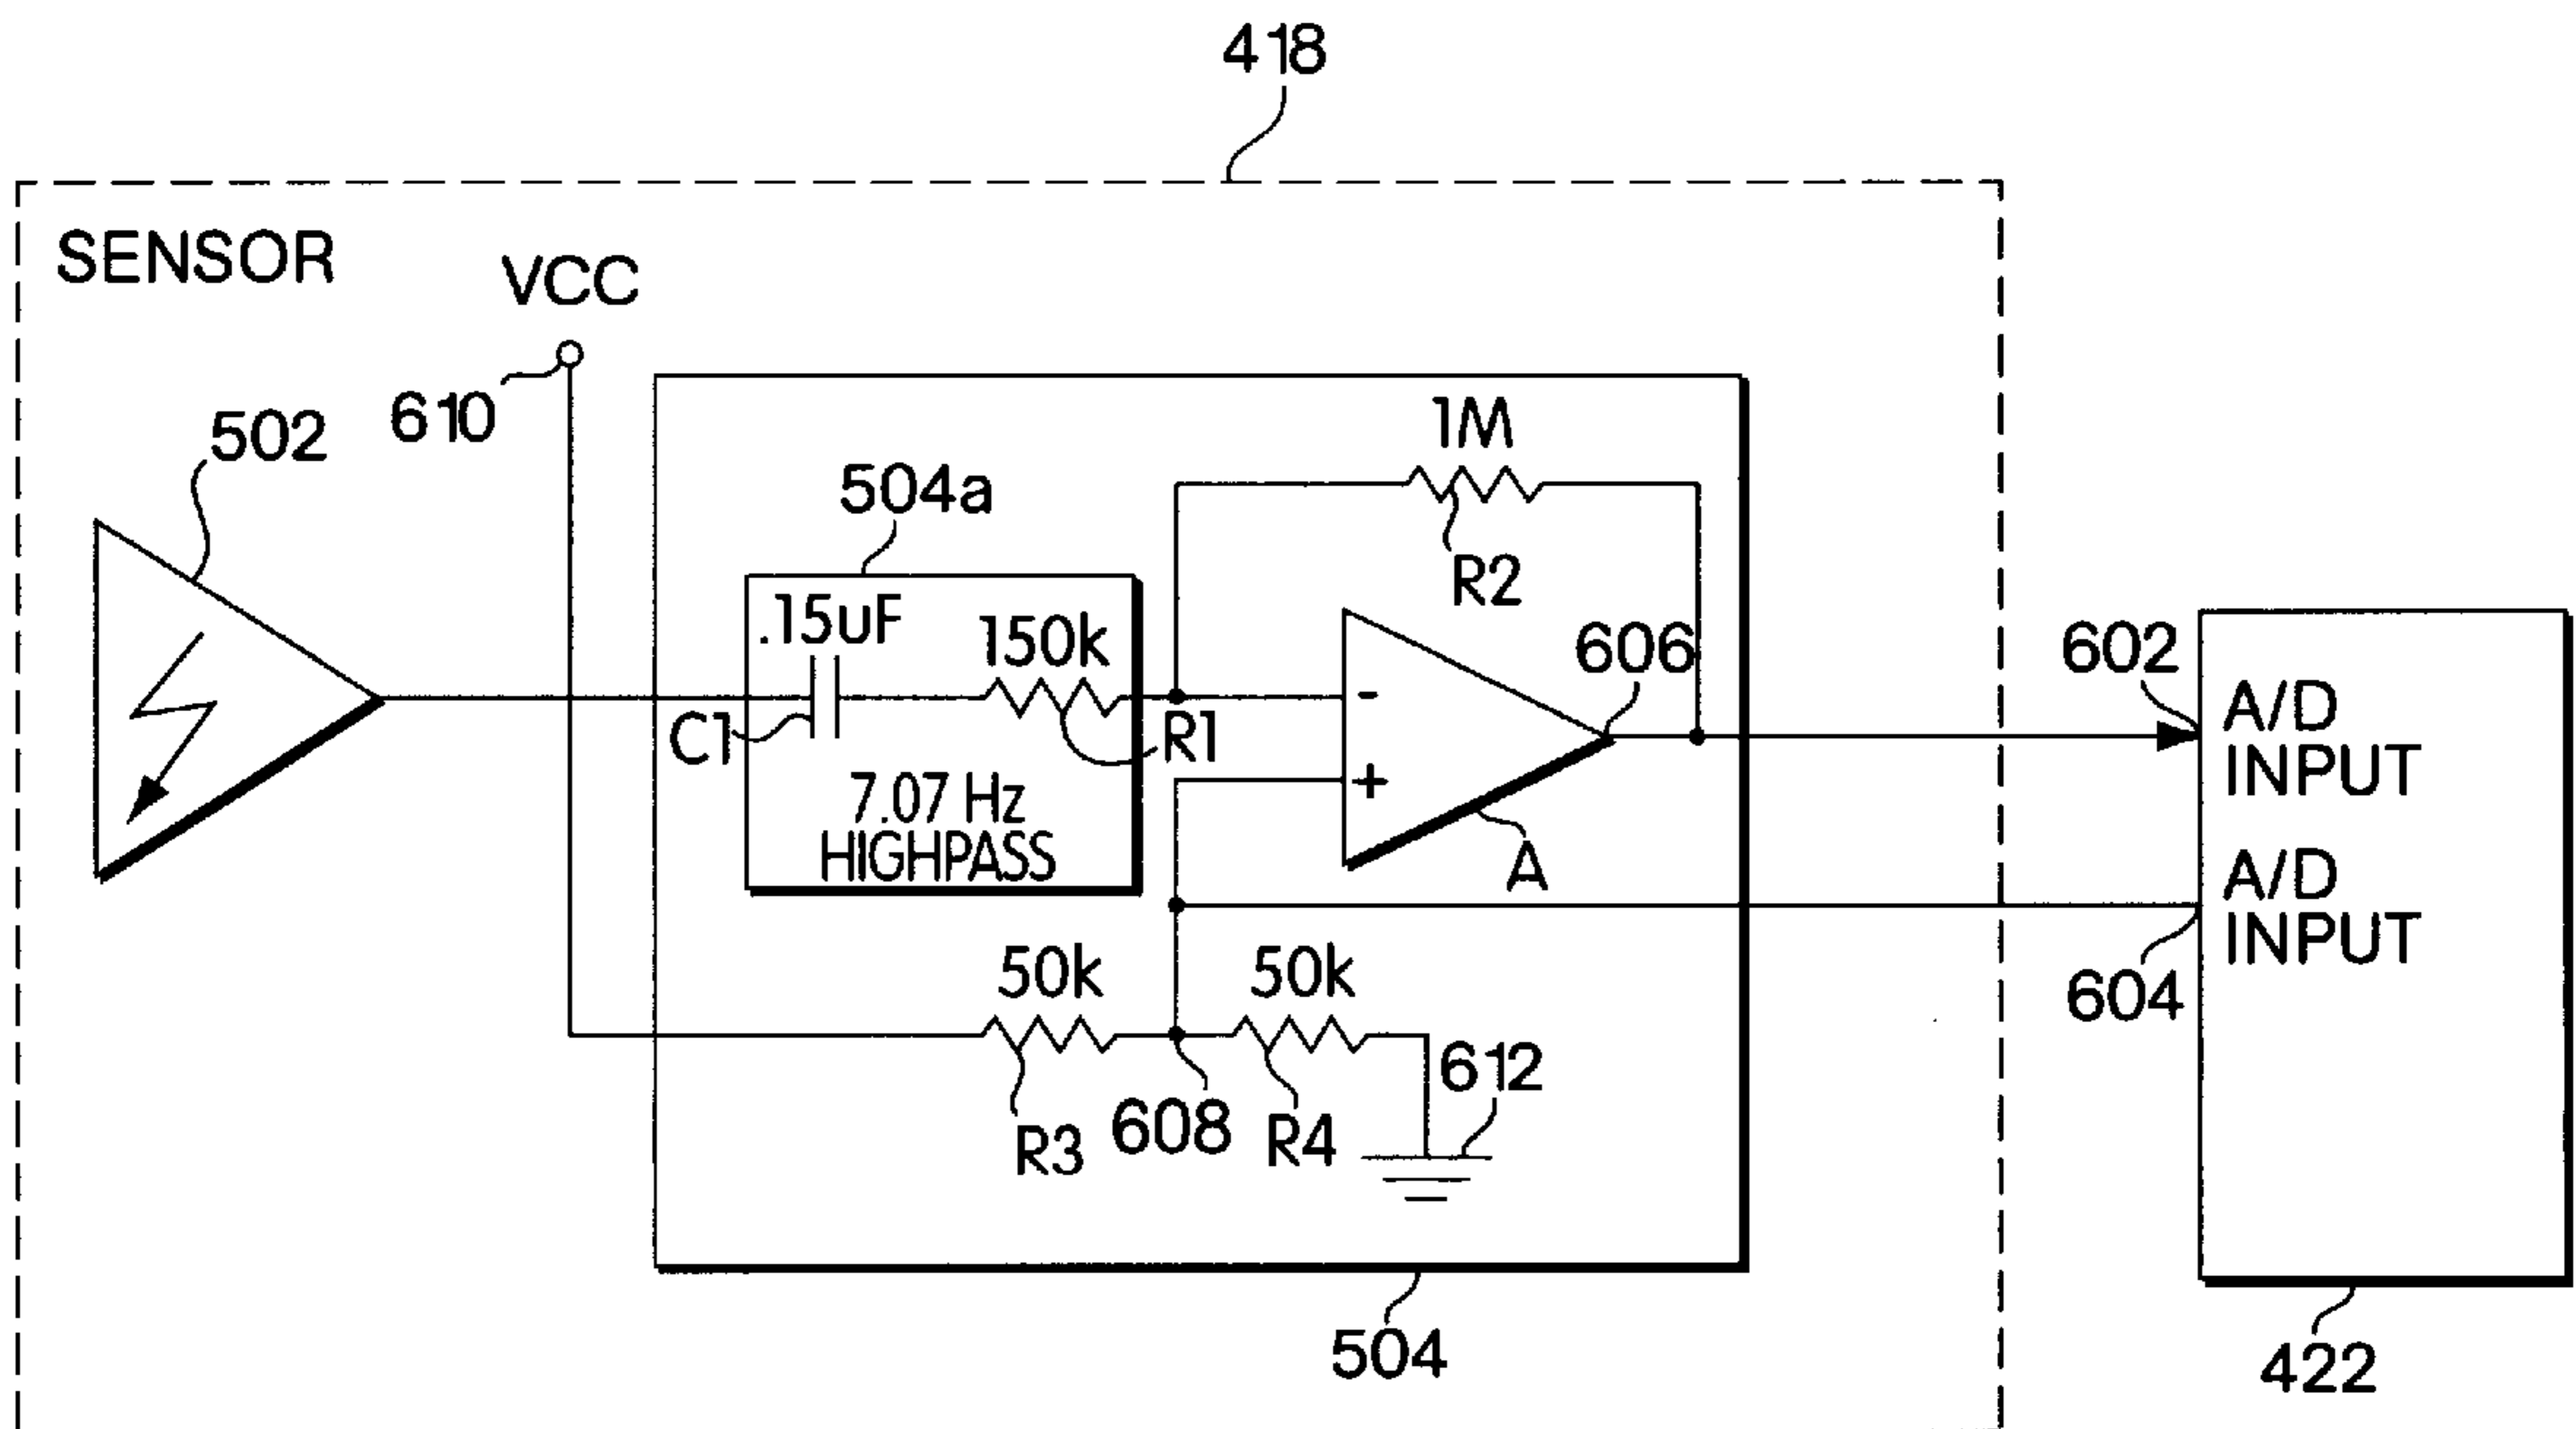 418
SENSOR
VCC
610
502
504a
1M
R2
.15uF
150k
C1
R1
7.07 Hz
HIGHPASS
-
+
606
A
602
A/D
INPUT
A/D
INPUT
604
50k
50k
R3
608
R4
612
504
422